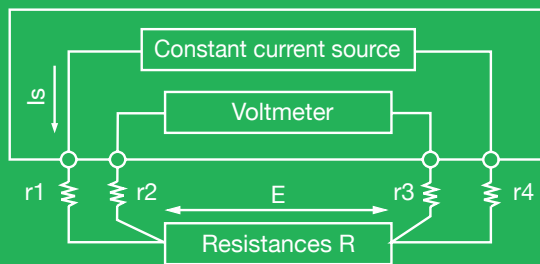 Constant current source
Is
Voltmeter
r1
r2
E
r3
r4
Resistances R